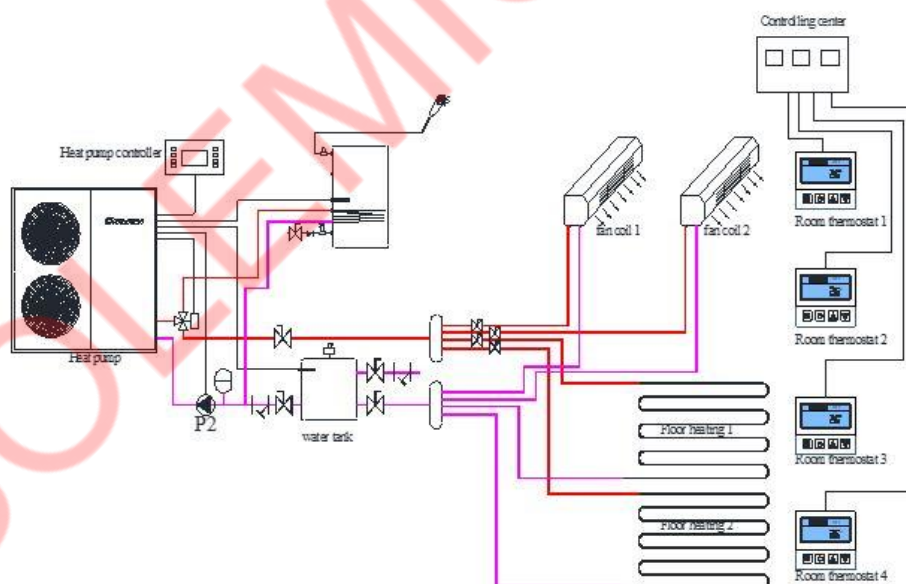 Controlling center
Heat pump controller
fan coil 1
fan coil 2
Room thermostat 1
Room thermostat 2
Heat pump
P2
water tank
Floor heating 1
Room thermostat 3
Floor heating 2
Room thermostat 4
SOLEMIO